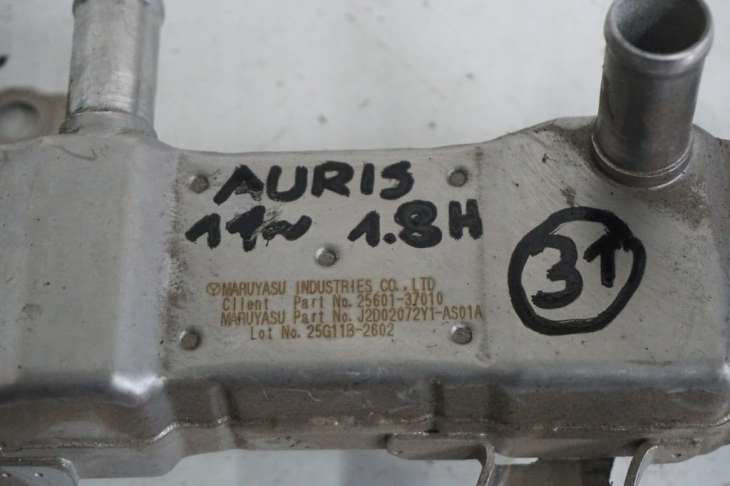 AURIS
11~ 1.8H
31
MARUYASU INDUSTRIES CO., LTD
Client Part No. 25601-37010
MARUYASU Part No. J2D02072Y1-AS01A
Lot No. 25G11B-2602